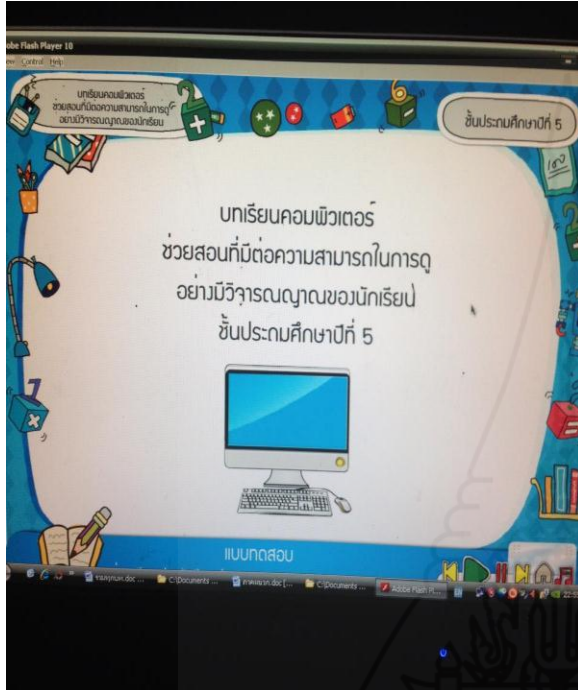 Adobe Flash Player 10
View Control Help
บทเรียนคอมพิวเตอร์
ช่วยสอนที่มีต่อความสามารถในการดู
อย่างมีวิจารณญาณของนักเรียน
ชั้นประถมศึกษาปีที่ 5
บทเรียนคอมพิวเตอร์
ช่วยสอนที่มีต่อความสามารถในการดู
อย่างมีวิจารณญาณของนักเรียน
ชั้นประถมศึกษาปีที่ 5
แบบทดสอบ
C:\Documents ...
C:\Documents ...
Adobe Flash Pl...